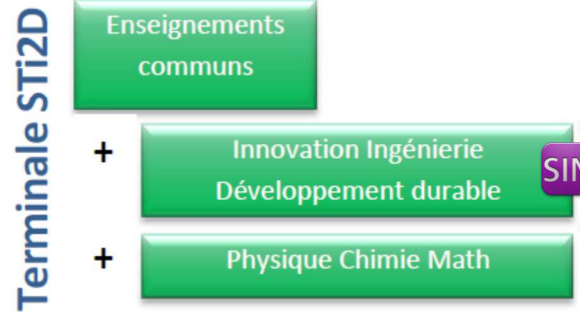 Terminale STi2D
Enseignements
communs
+
Innovation Ingénierie
Développement durable
SIN
+
Physique Chimie Math